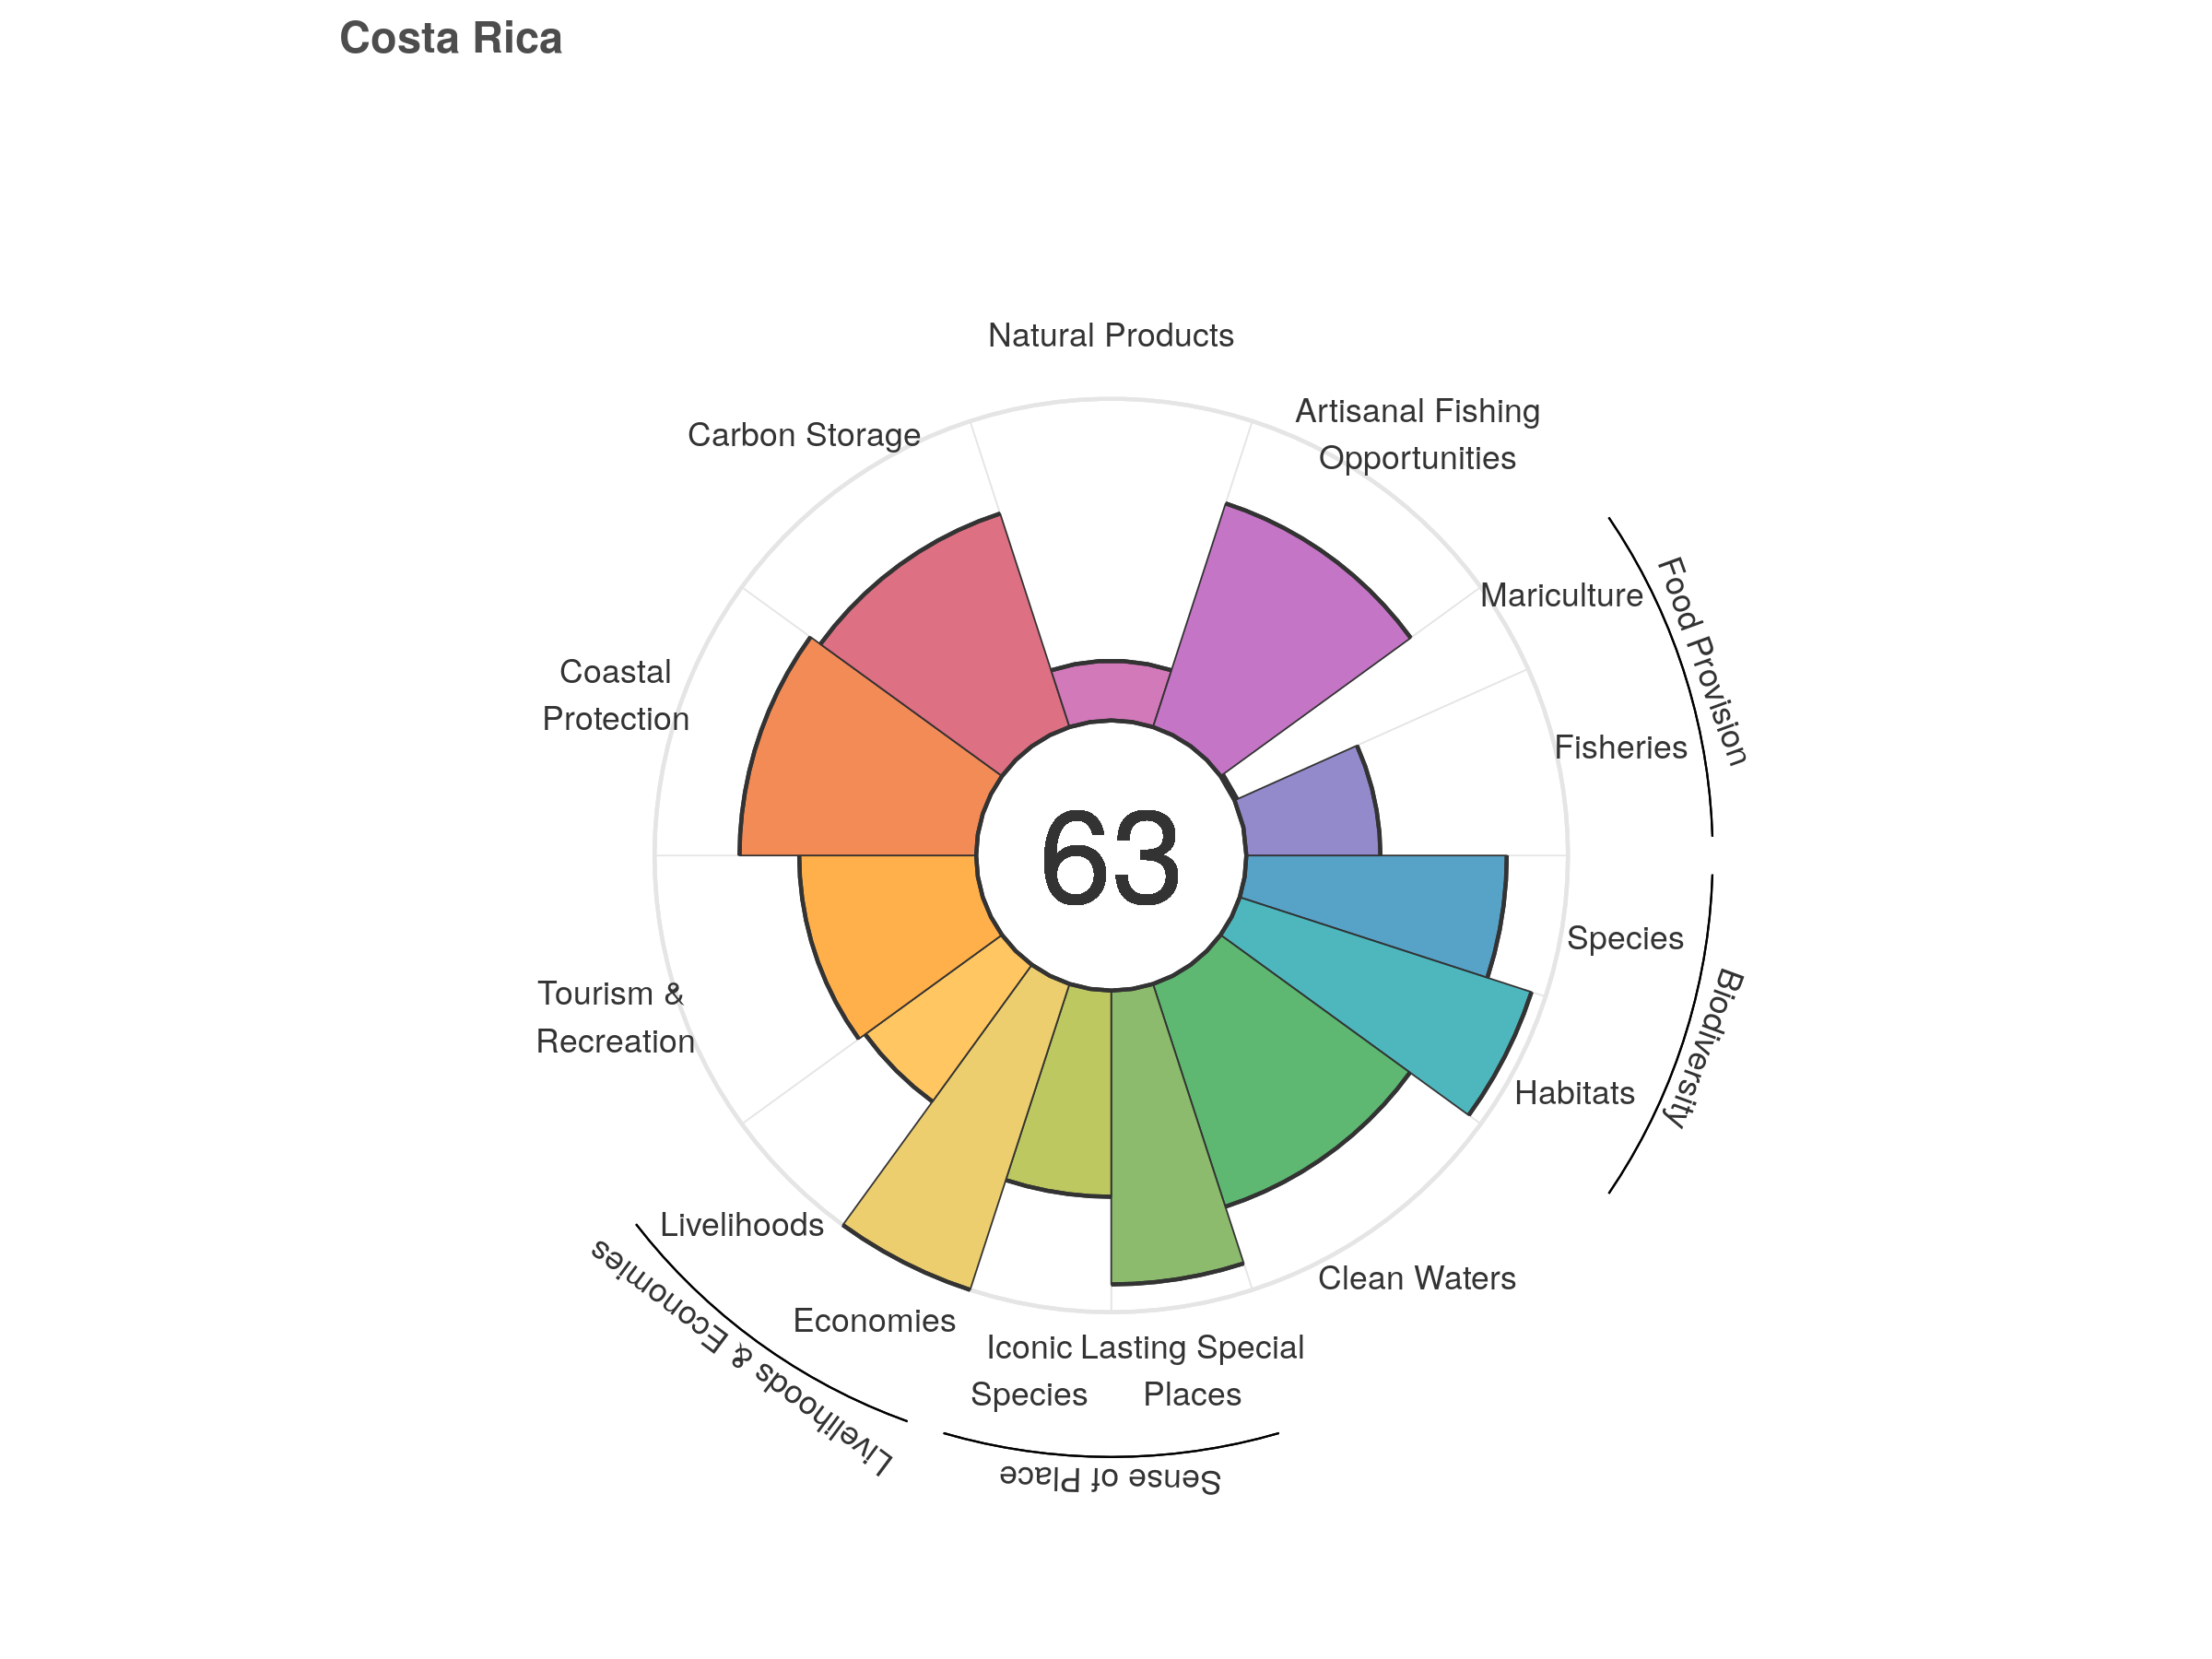 Costa Rica
Natural Products
Artisanal Fishing
Opportunities
Carbon Storage
Mariculture
Food Provision
Coastal
Protection
Fisheries
63
Species
Biodiversity
Tourism &
Recreation
Habitats
Livelihoods
Clean Waters
Economies
Livelihoods & Economies
Iconic
Species
Lasting Special
Places
Sense of Place